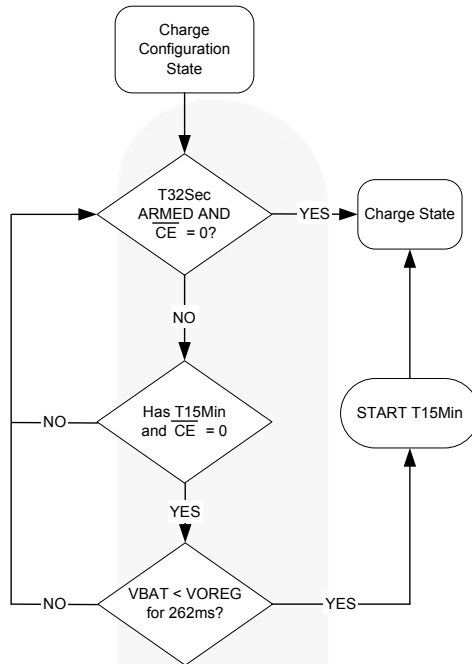 Charge
Configuration
State
T32Sec
ARMED AND
CE = 0?
YES
Charge State
NO
Has T15Min
and CE = 0
NO
START T15Min
YES
VBAT < VOREG
for 262ms?
NO
YES